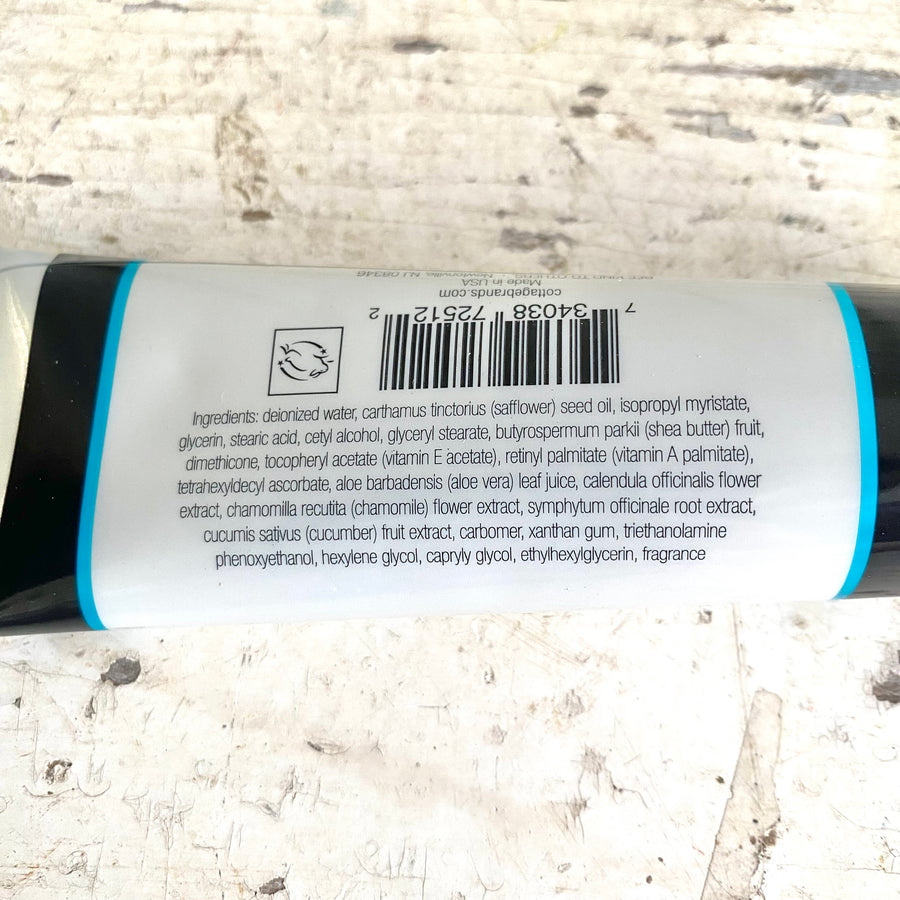 Ingredients: deionized water, carthamus tinctorius (safflower) seed oil, isopropyl myristate,
glycerin, stearic acid, cetyl alcohol, glyceryl stearate, butyrospermum parkii (shea butter) fruit,
dimethicone, tocopheryl acetate (vitamin E acetate), retinyl palmitate (vitamin A palmitate),
tetrahexyldecyl ascorbate, aloe barbadensis (aloe vera) leaf juice, calendula officinalis flower
extract, chamomilla recutita (chamomile) flower extract, symphytum officinale root extract,
cucumis sativus (cucumber) fruit extract, carbomer, xanthan gum, triethanolamine
phenoxyethanol, hexylene glycol, capryly glycol, ethylhexylglycerin, fragrance
7 34038 72512 2
cottagebrands.com
Made in USA
Newtonville, NJ 08346